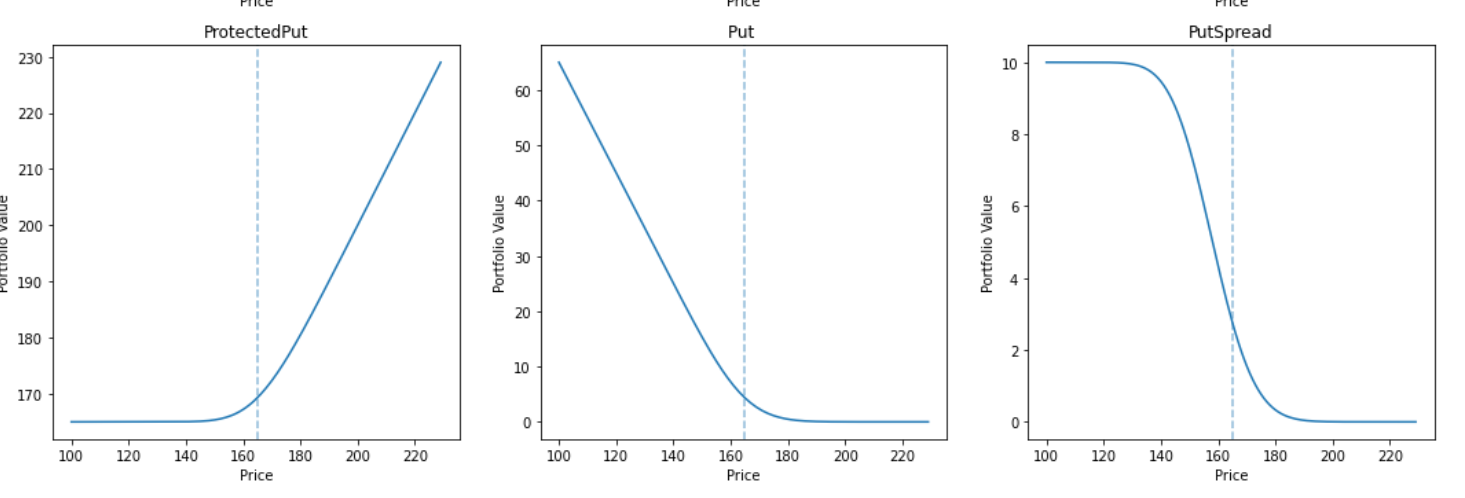 Price Price Price
ProtectedPut Put PutSpread
230
220
210
200
190
180
170
Portfolio Value
100 120 140 160 180 200 220
Price
60
50
40
30
20
10
0
Portfolio Value
100 120 140 160 180 200 220
Price
10
8
6
4
2
0
Portfolio Value
100 120 140 160 180 200 220
Price